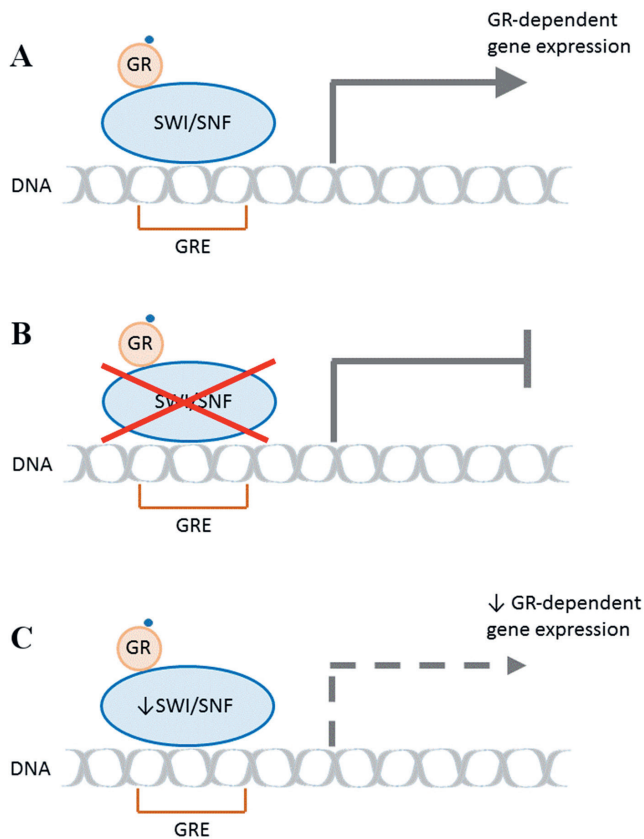 A
GR-dependent
gene expression
GR
SWI/SNF
DNA
GRE
B
GR
SWI/SNF
DNA
GRE
C
↓ GR-dependent
gene expression
GR
↓SWI/SNF
DNA
GRE